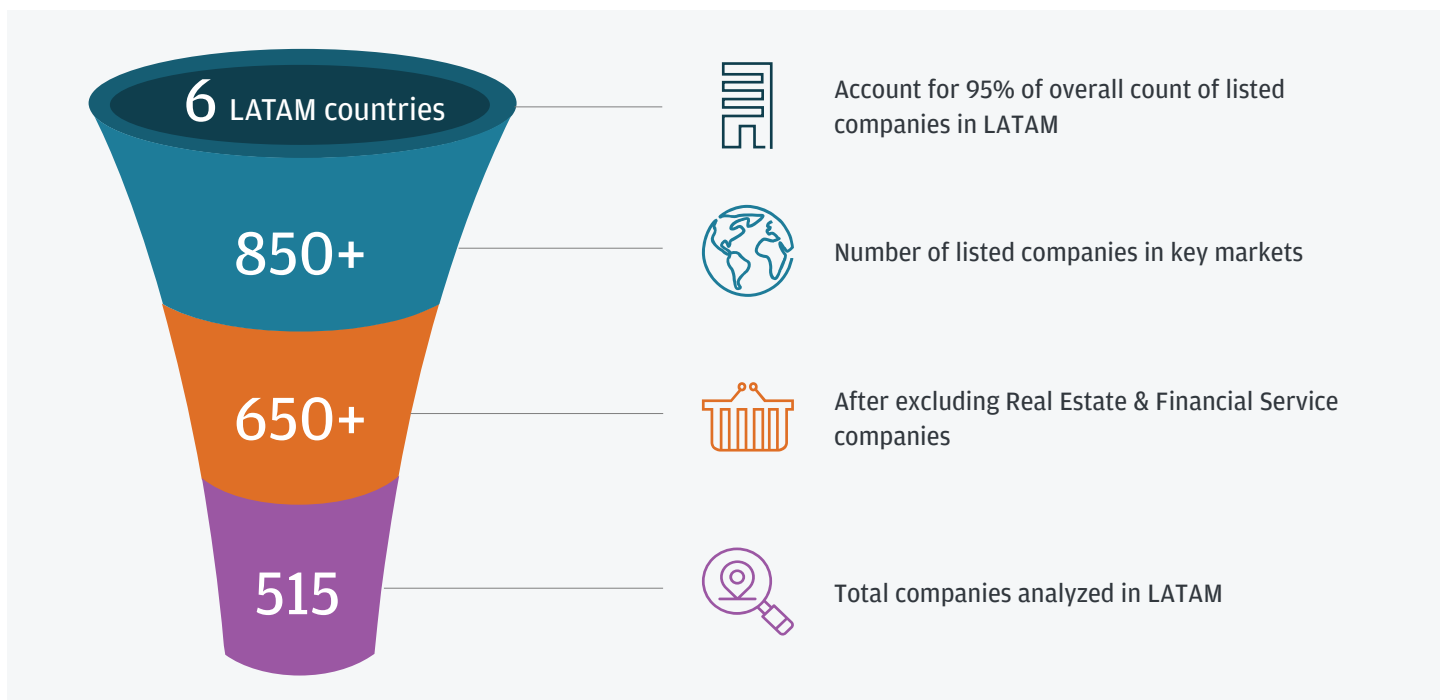 6 LATAM countries
Account for 95% of overall count of listed
companies in LATAM
850+
Number of listed companies in key markets
650+
After excluding Real Estate & Financial Service
companies
515
Total companies analyzed in LATAM